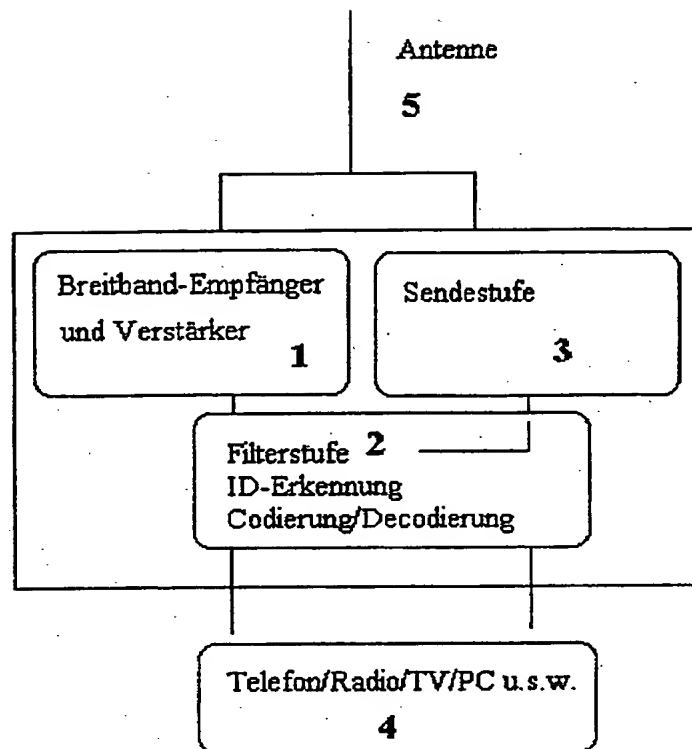 Antenne
5
Breitband-Empfänger
und Verstärker
1
Sendestufe
3
Filterstufe 2
ID-Erkennung
Codierung/Decodierung
Telefon/Radio/TV/PC u.s.w.
4